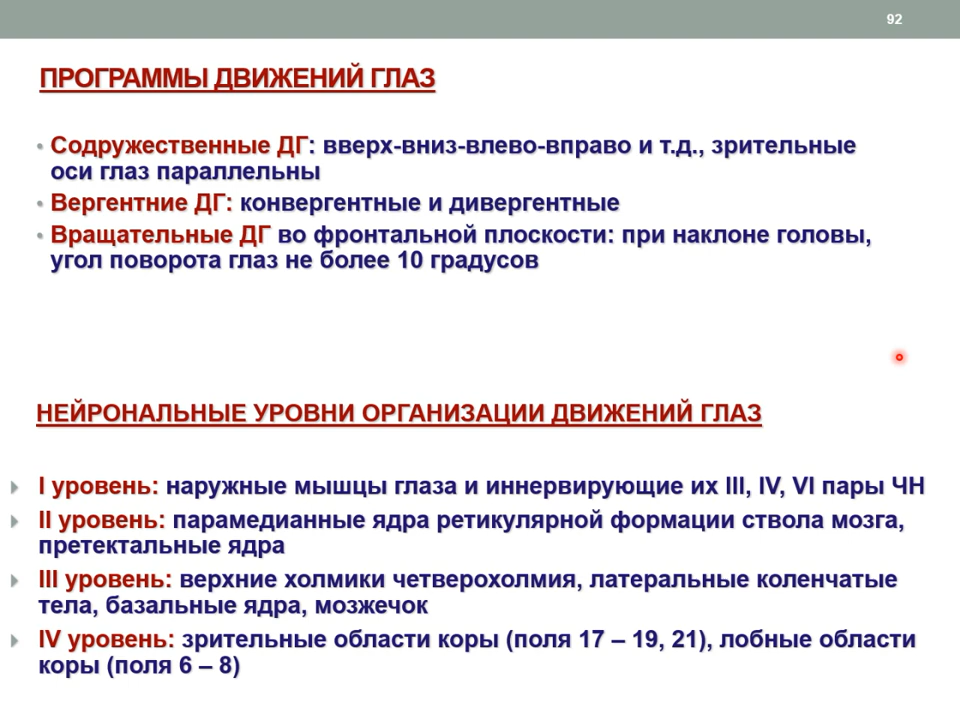 92
ПРОГРАММЫ ДВИЖЕНИЙ ГЛАЗ
• Содружественные ДГ: вверх-вниз-влево-вправо и т.д., зрительные
оси глаз параллельны
• Вергентние ДГ: конвергентные и дивергентные
• Вращательные ДГ во фронтальной плоскости: при наклоне головы,
угол поворота глаз не более 10 градусов
НЕЙРОНАЛЬНЫЕ УРОВНИ ОРГАНИЗАЦИИ ДВИЖЕНИЙ ГЛАЗ
I уровень: наружные мышцы глаза и иннервирующие их III, IV, VI пары ЧН
II уровень: парамедианные ядра ретикулярной формации ствола мозга,
претектальные ядра
III уровень: верхние холмики четверохолмия, латеральные коленчатые
тела, базальные ядра, мозжечок
IV уровень: зрительные области коры (поля 17 – 19, 21), лобные области
коры (поля 6 – 8)